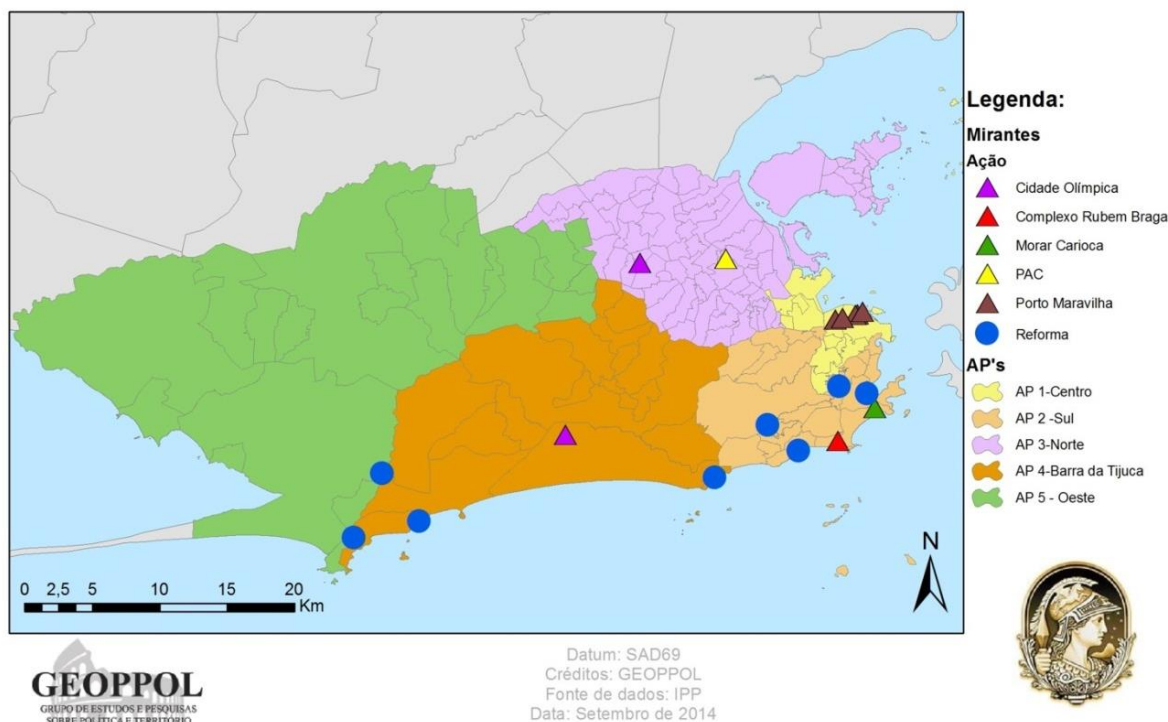 Legenda:
Mirantes
Ação
Cidade Olímpica
Complexo Rubem Braga
Morar Carioca
PAC
Porto Maravilha
Reforma
AP's
AP 1-Centro
AP 2 -Sul
AP 3-Norte
AP 4-Barra da Tijuca
AP 5 - Oeste
N
0 2,5 5 10 15 20
Km
GEOPPOL
GRUPO DE ESTUDOS E PESQUISAS
SOBRE POLÍTICA E TERRITÓRIO
Datum: SAD69
Créditos: GEOPPOL
Fonte de dados: IPP
Data: Setembro de 2014